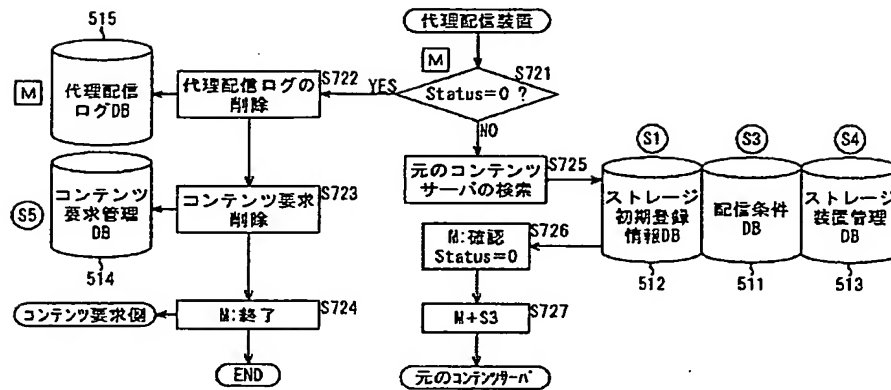 515
代理配信装置
M
代理配信
ログDB
S722
代理配信ログの
削除
YES
M
S721
Status=0 ?
NO
S5
コンテンツ
要求管理
DB
514
S723
コンテンツ要求
削除
S725
元のコンテンツ
サーバの検索
S1
S3
S4
ストレージ
初期登録
情報DB
配信条件
DB
ストレージ
装置管理
DB
512
511
513
S726
M:確認
Status=0
コンテンツ要求側
S724
M:終了
S727
M+S3
END
元のコンテンツサーバ